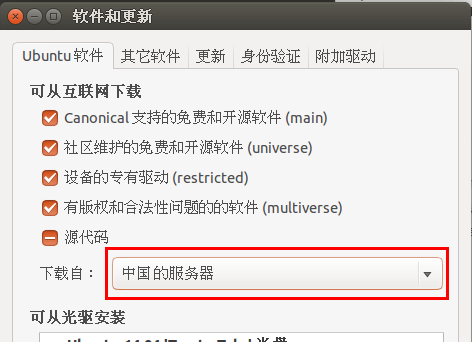 软件和更新
Ubuntu 软件 其它软件 更新 身份验证 附加驱动
可从互联网下载
Canonical 支持的免费和开源软件 (main)
社区维护的免费和开源软件 (universe)
设备的专有驱动 (restricted)
有版权和合法性问题的的软件 (multiverse)
源代码
下载自： 中国 的服务器
可从光驱安装